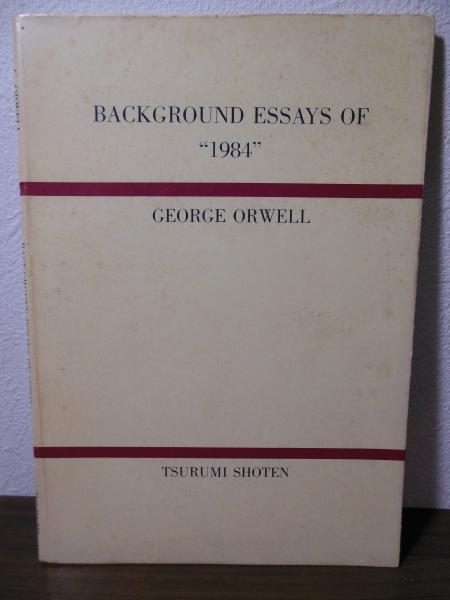 BACKGROUND ESSAYS OF
“1984”
GEORGE ORWELL
TSURUMI SHOTEN